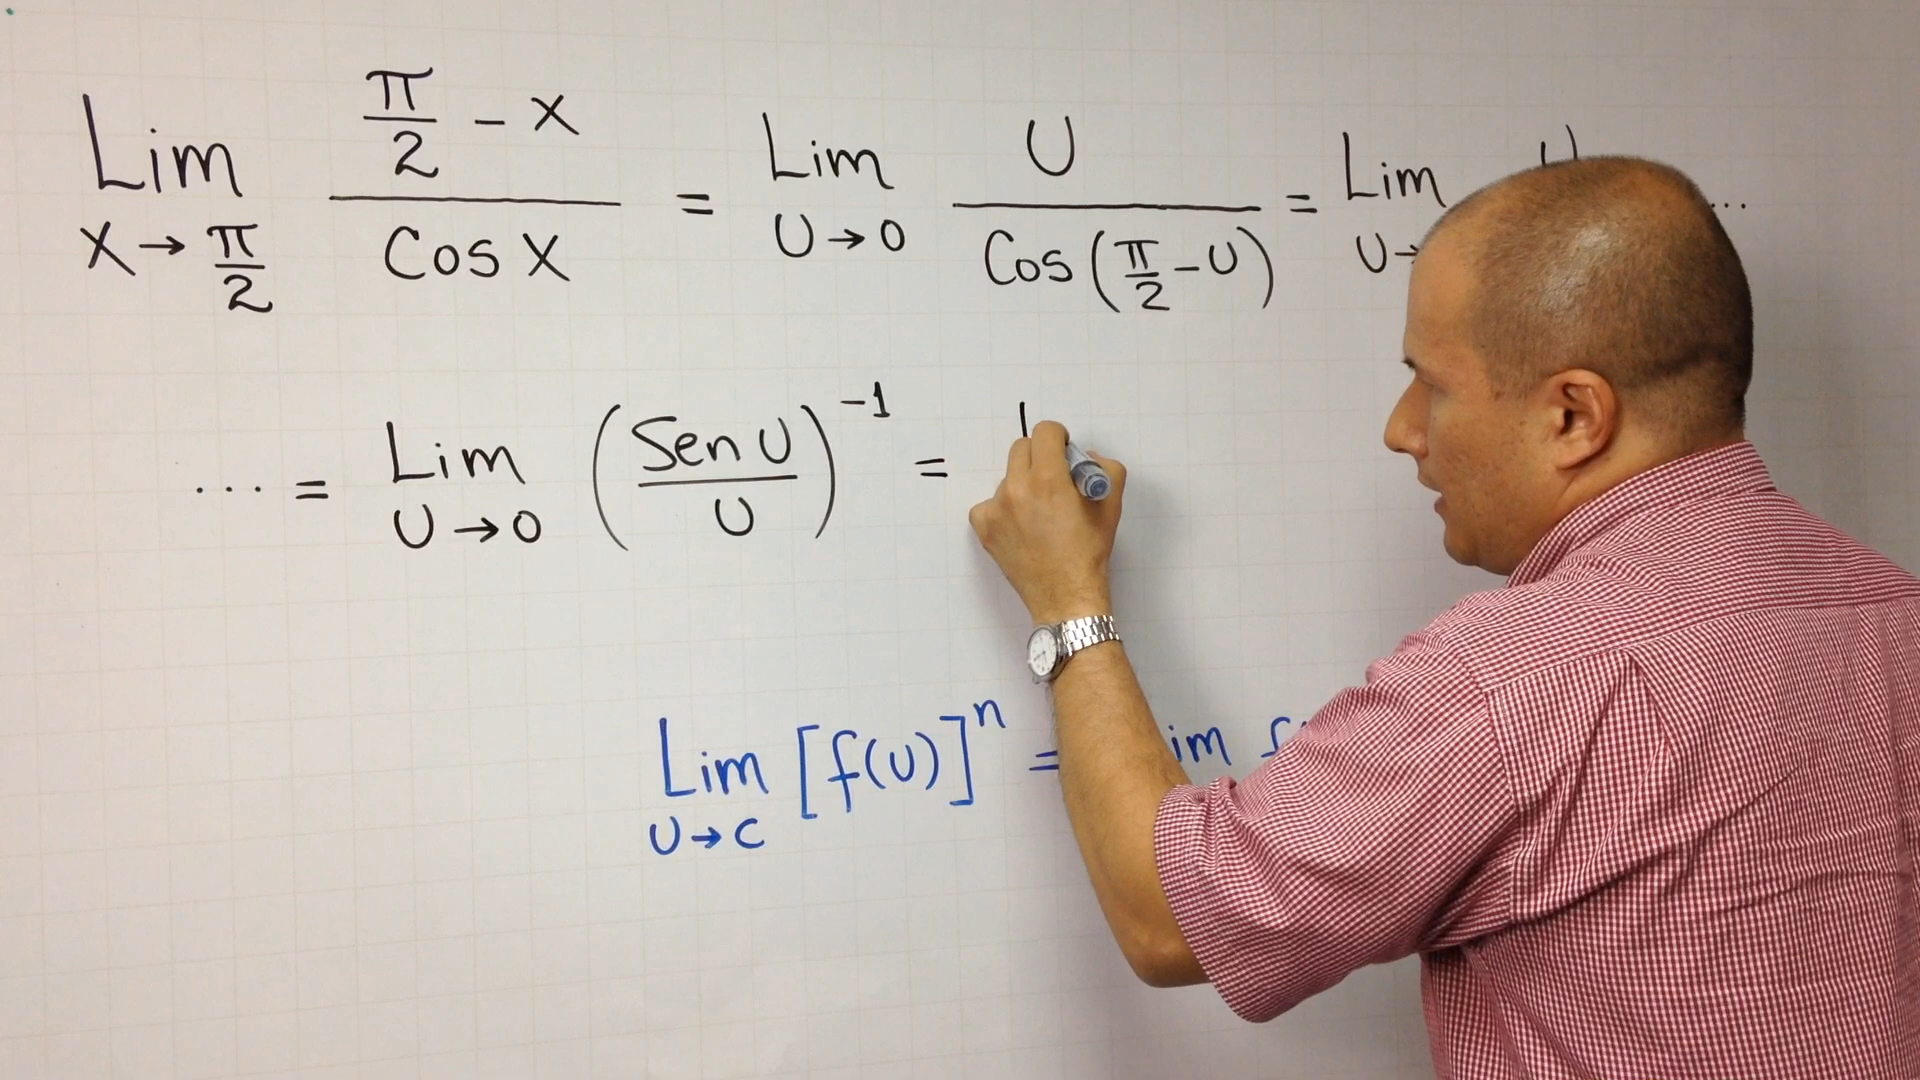 Lim π/2 - x / Cos x = Lim U / Cos(π/2 - U) = Lim U ...
x→π/2 U→0 U→
... = Lim (Sen U / U)^-1 =
U→0
Lim [f(U)]^n = im f
U→c